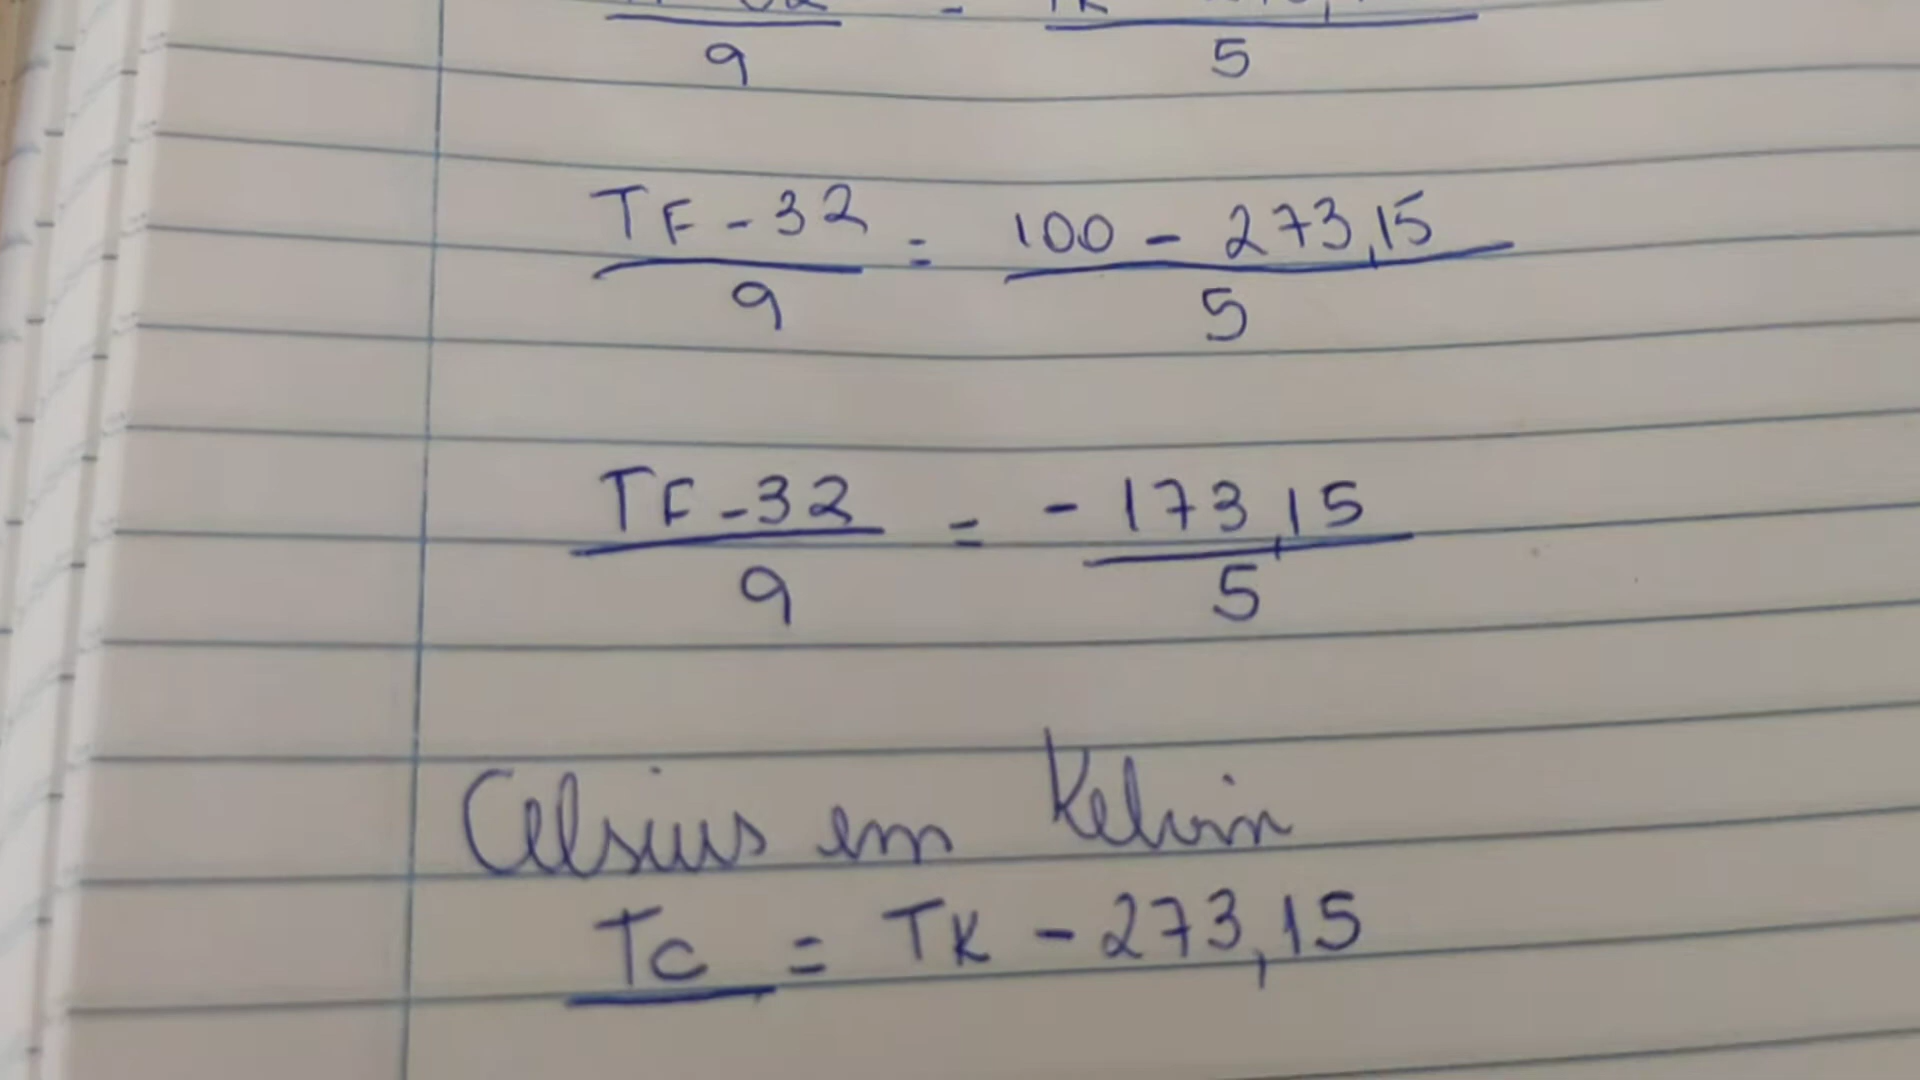 9 5
TF - 32 = 100 - 273,15
9 5
TF - 32 = - 173,15
9 5
Celsius em Kelvin
TC = TK - 273,15